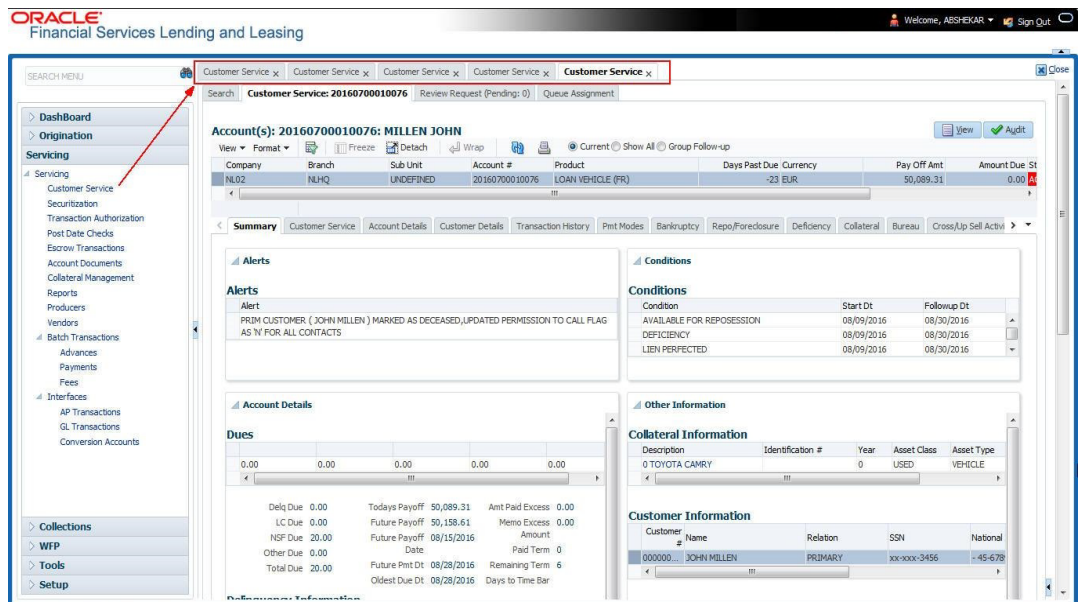 ORACLE
Financial Services Lending and Leasing
Welcome, ABSHEKAR Sign Out
Close
SEARCH MENU
DashBoard
Origination
Servicing
Servicing
Customer Service
Securitization
Transaction Authorization
Post Date Checks
Escrow Transactions
Account Documents
Collateral Management
Reports
Producers
Vendors
Batch Transactions
Advances
Payments
Fees
Interfaces
AP Transactions
GL Transactions
Conversion Accounts
Collections
WFP
Tools
Setup
Customer Service x Customer Service x Customer Service x Customer Service x Customer Service x
Search Customer Service: 20160700010076 Review Request (Pending: 0) Queue Assignment
Account(s): 20160700010076: MILLEN JOHN
View Audit
View Format Freeze Detach Wrap Current Show All Group Follow-up
Company Branch Sub Unit Account # Product Days Past Due Currency Pay Off Amt Amount Due St
NL02 NLHQ UNDEFINED 20160700010076 LOAN VEHICLE (FR) -23 EUR 50,089.31 0.00
Summary Customer Service Account Details Customer Details Transaction History Pmt Modes Bankruptcy Repo/Foreclosure Deficiency Collateral Bureau Cross/Up Sell Activi
Alerts
Alerts
Alert
PRIM CUSTOMER ( JOHN MILLEN ) MARKED AS DECEASED,UPDATED PERMISSION TO CALL FLAG
AS 'N' FOR ALL CONTACTS
Conditions
Conditions
Condition Start Dt Followup Dt
AVAILABLE FOR REPOSESSION 08/09/2016 08/30/2016
DEFICIENCY 08/09/2016 08/30/2016
LIEN PERFECTED 08/09/2016 08/30/2016
Account Details
Dues
0.00 0.00 0.00 0.00 0.00
Delq Due 0.00 Todays Payoff 50,089.31 Amt Paid Excess 0.00
LC Due 0.00 Future Payoff 50,158.61 Memo Excess Amount 0.00
NSF Due 20.00 Future Payoff Date 08/15/2016
Other Due 0.00 Paid Term 0
Total Due 20.00 Future Pmt Dt 08/28/2016 Remaining Term 6
Oldest Due Dt 08/28/2016 Days to Time Bar
Delinquency Information
Other Information
Collateral Information
Description Identification # Year Asset Class Asset Type
0 TOYOTA CAMRY 0 USED VEHICLE
Customer Information
Customer # Name Relation SSN National
000000... JOHN MILLEN PRIMARY xx-xxx-3456 - 45-678